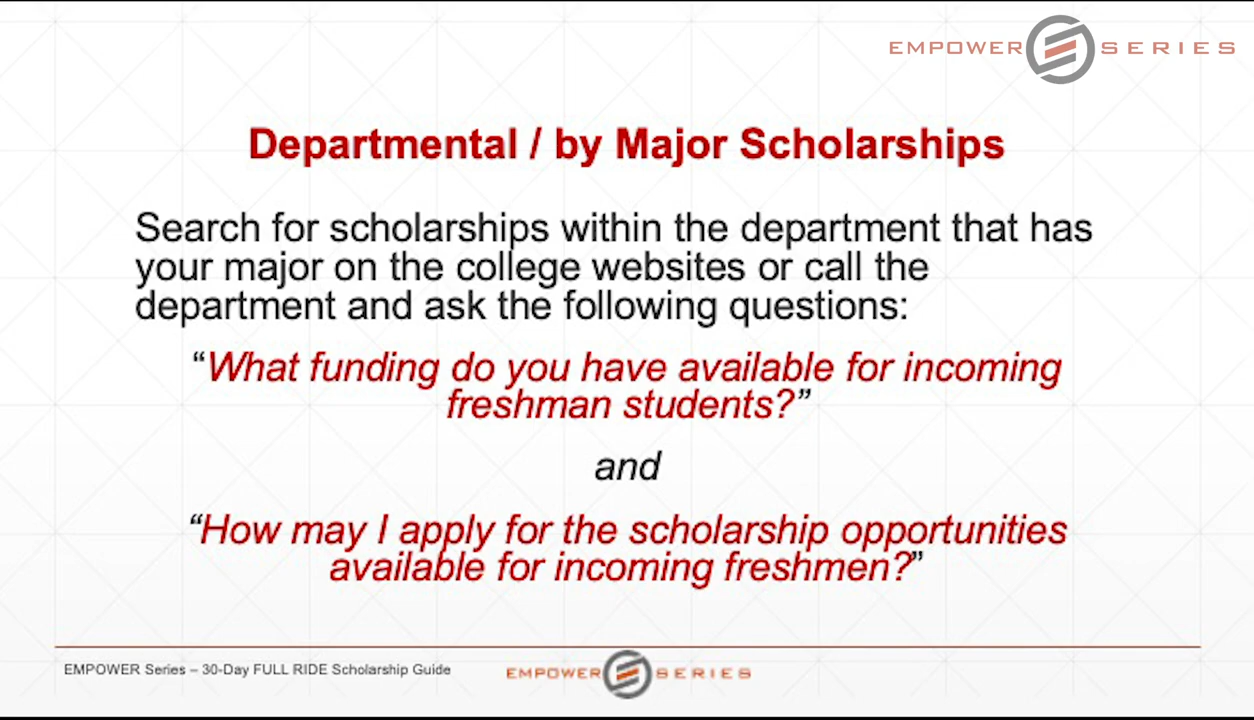 EMPOWER SERIES
Departmental / by Major Scholarships
Search for scholarships within the department that has
your major on the college websites or call the
department and ask the following questions:
“What funding do you have available for incoming
freshman students?”
and
“How may I apply for the scholarship opportunities
available for incoming freshmen?”
EMPOWER Series – 30-Day FULL RIDE Scholarship Guide
EMPOWER SERIES